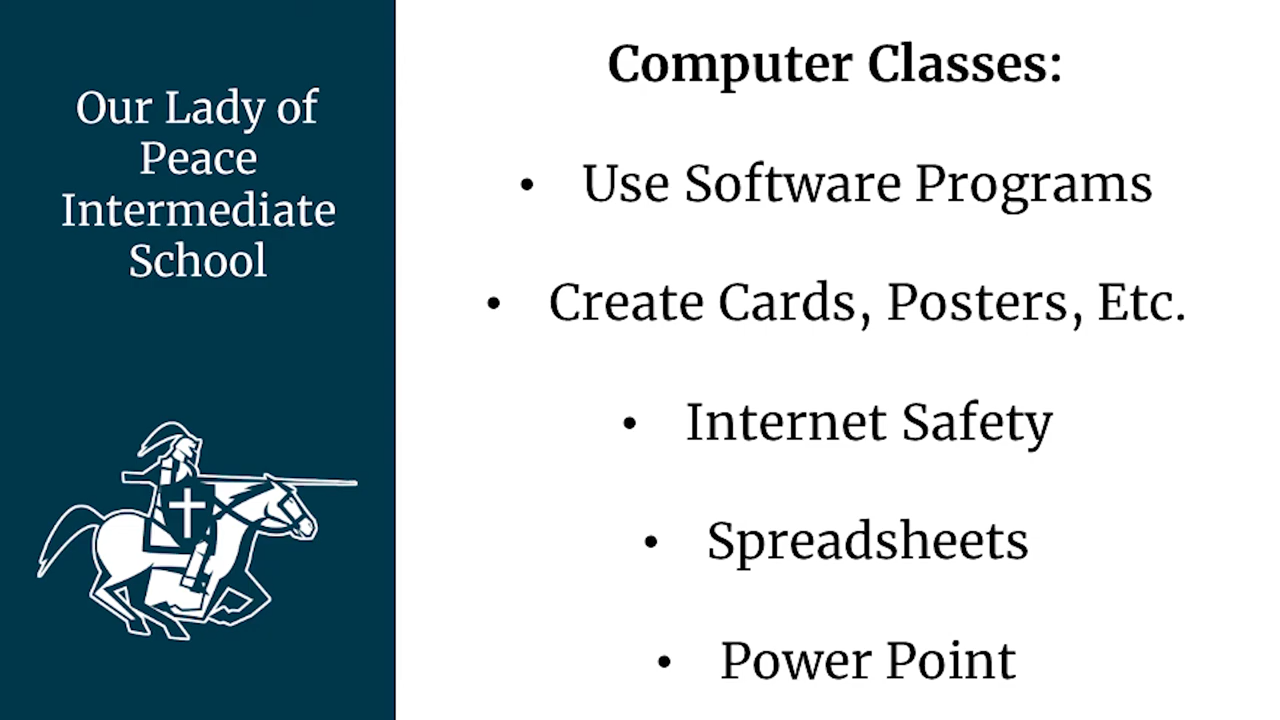 Our Lady of
Peace
Intermediate
School
Computer Classes:
• Use Software Programs
• Create Cards, Posters, Etc.
• Internet Safety
• Spreadsheets
• Power Point